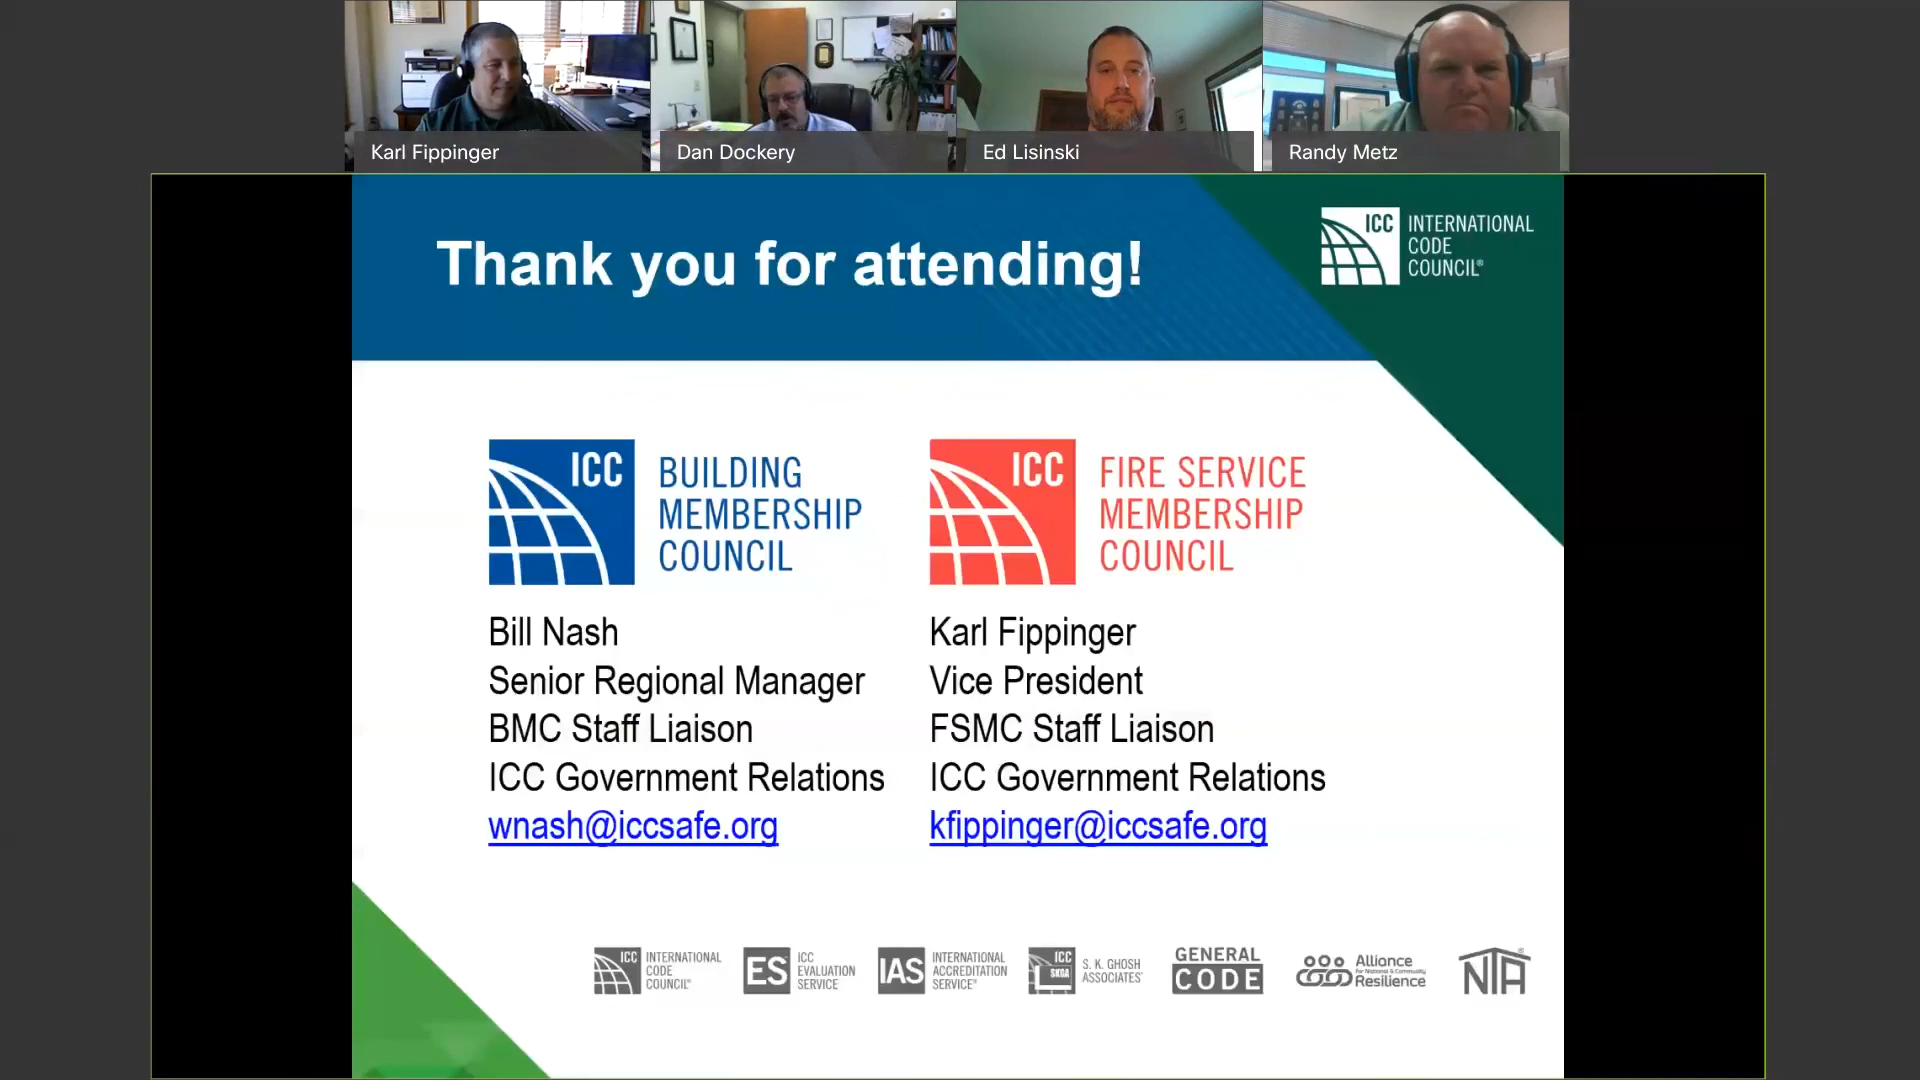 Karl Fippinger
Dan Dockery
Ed Lisinski
Randy Metz
Thank you for attending!
ICC INTERNATIONAL
CODE
COUNCIL®
ICC
BUILDING
MEMBERSHIP
COUNCIL
ICC
FIRE SERVICE
MEMBERSHIP
COUNCIL
Bill Nash
Senior Regional Manager
BMC Staff Liaison
ICC Government Relations
wnash@iccsafe.org
Karl Fippinger
Vice President
FSMC Staff Liaison
ICC Government Relations
kfippinger@iccsafe.org
ICC INTERNATIONAL
CODE
COUNCIL®
ES ICC
EVALUATION
SERVICE
IAS INTERNATIONAL
ACCREDITATION
SERVICE®
ICC
SKGA
S. K. GHOSH
ASSOCIATES
GENERAL
CODE
Alliance
for National & Community
Resilience
NTA®